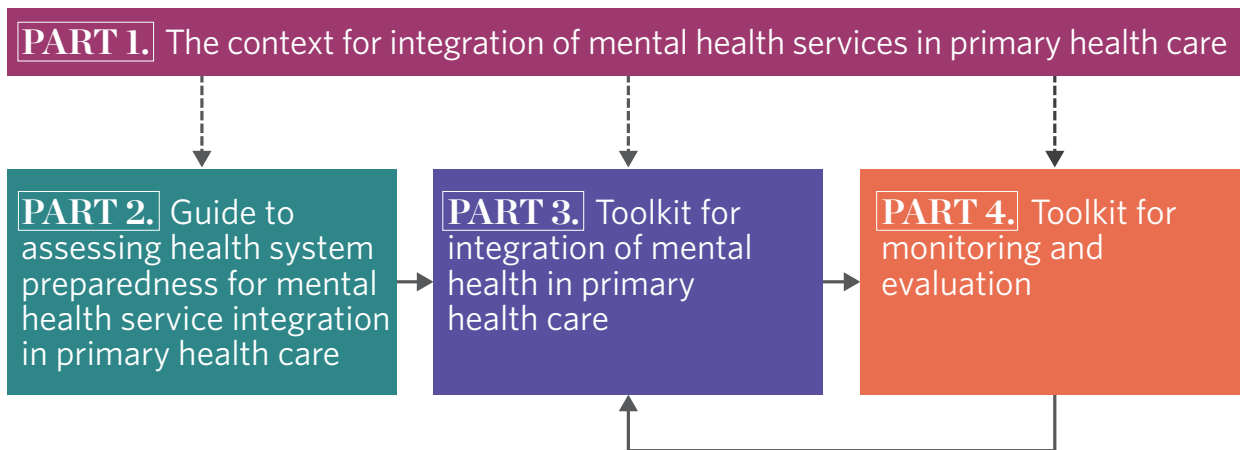 PART 1. The context for integration of mental health services in primary health care
PART 2. Guide to
assessing health system
preparedness for mental
health service integration
in primary health care
PART 3. Toolkit for
integration of mental
health in primary
health care
PART 4. Toolkit for
monitoring and
evaluation